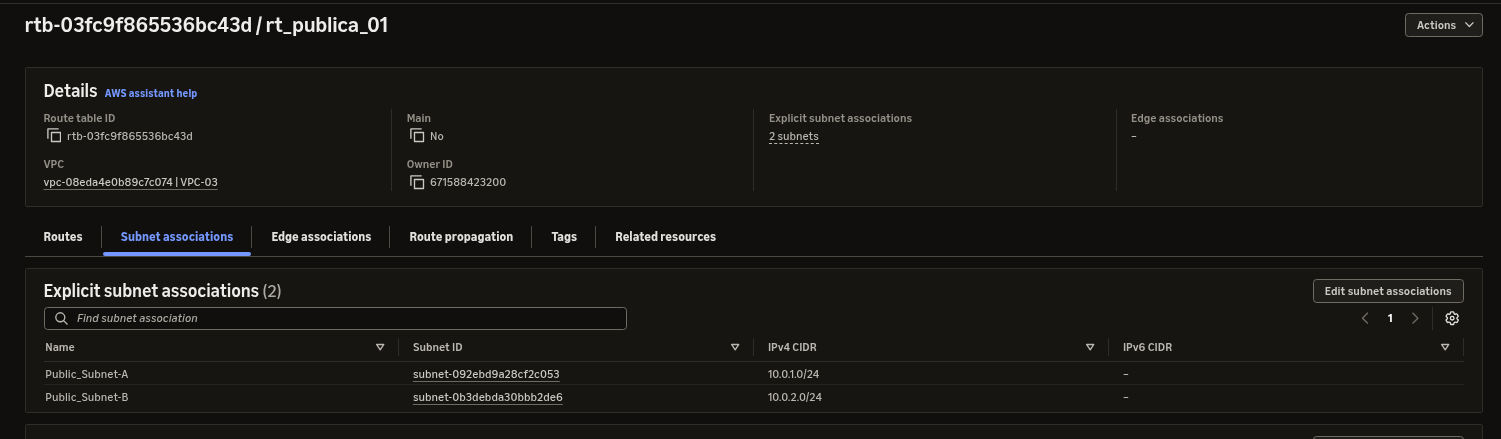 rtb-03fc9f865536bc43d / rt_publica_01
Actions
Details AWS assistant help
Route table ID
rtb-03fc9f865536bc43d
Main
No
Explicit subnet associations
2 subnets
Edge associations
–
VPC
vpc-08eda4e0b89c7c074 | VPC-03
Owner ID
671588423200
Routes
Subnet associations
Edge associations
Route propagation
Tags
Related resources
Explicit subnet associations (2)
Edit subnet associations
Find subnet association
1
Name Subnet ID IPv4 CIDR IPv6 CIDR
Public_Subnet-A subnet-092ebd9a28cf2c053 10.0.1.0/24 –
Public_Subnet-B subnet-0b3debda30bbb2de6 10.0.2.0/24 –